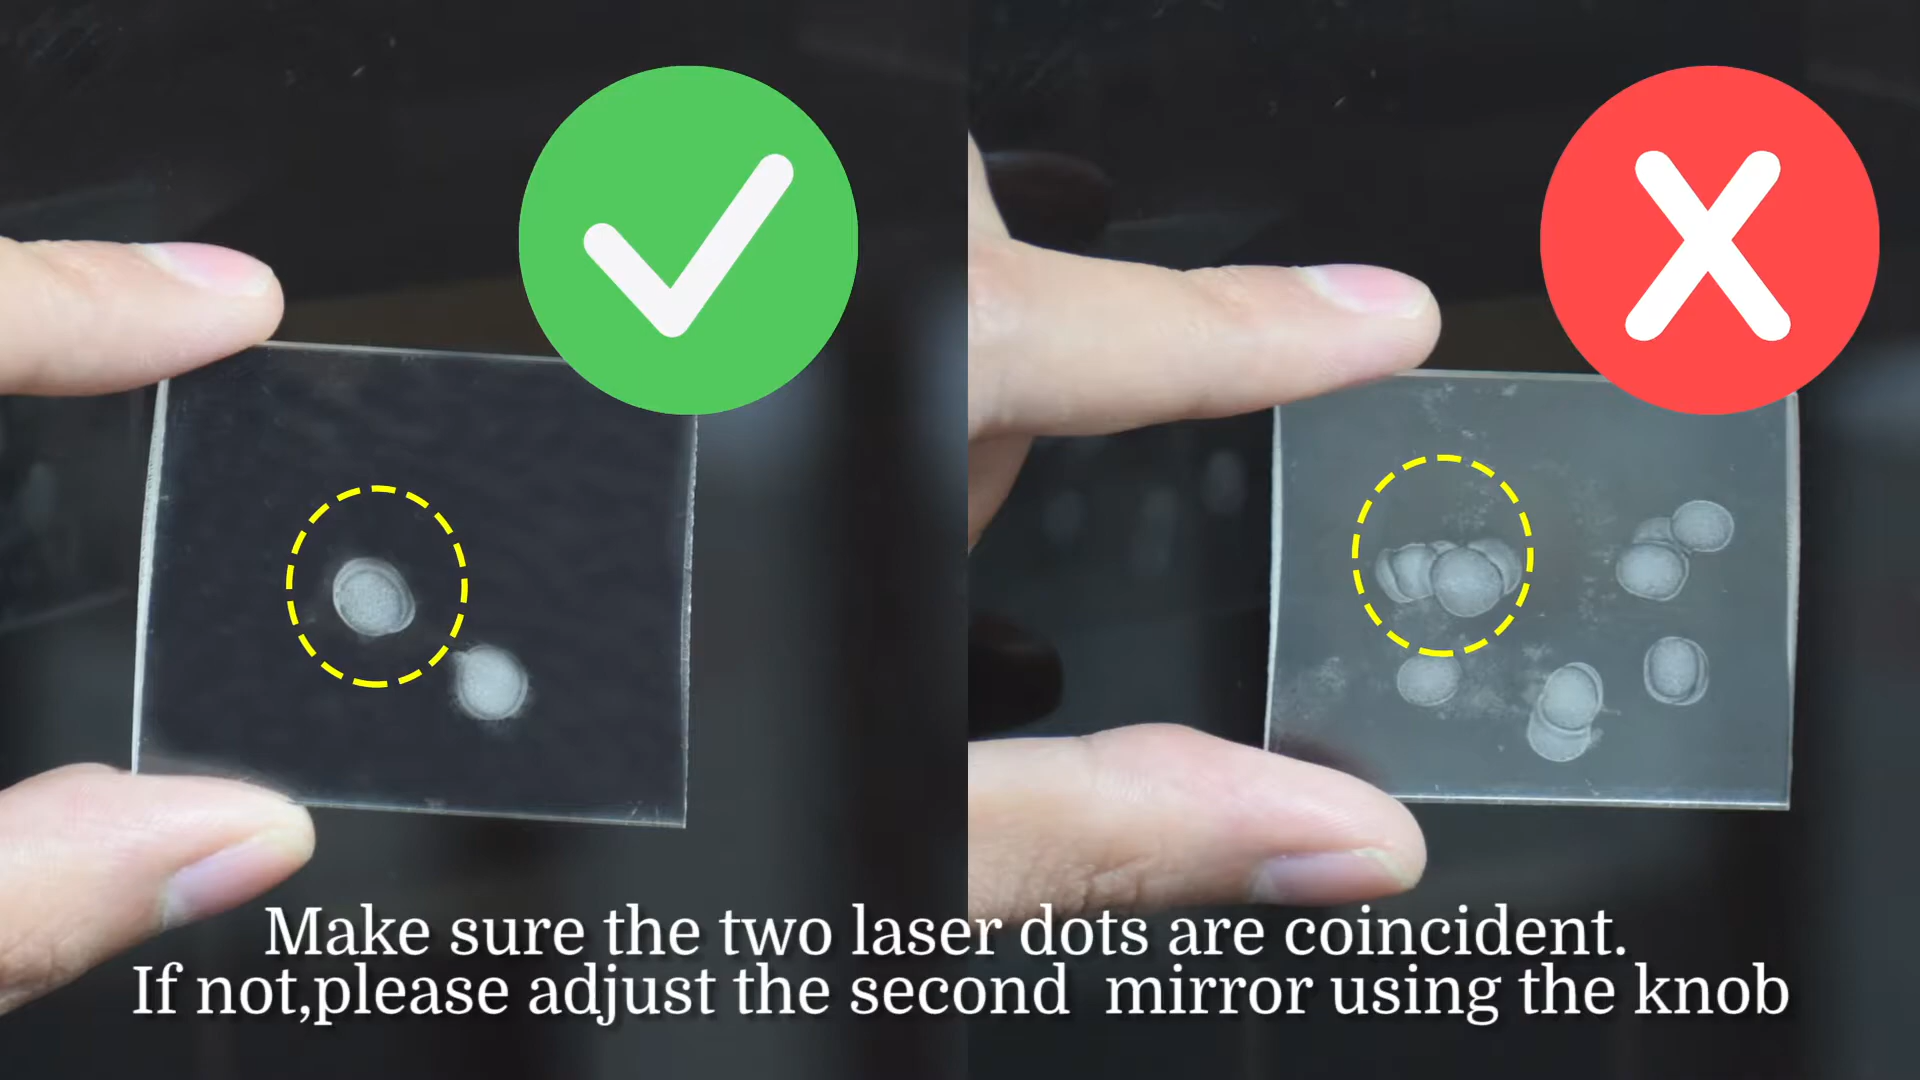 Make sure the two laser dots are coincident.
If not,please adjust the second mirror using the knob